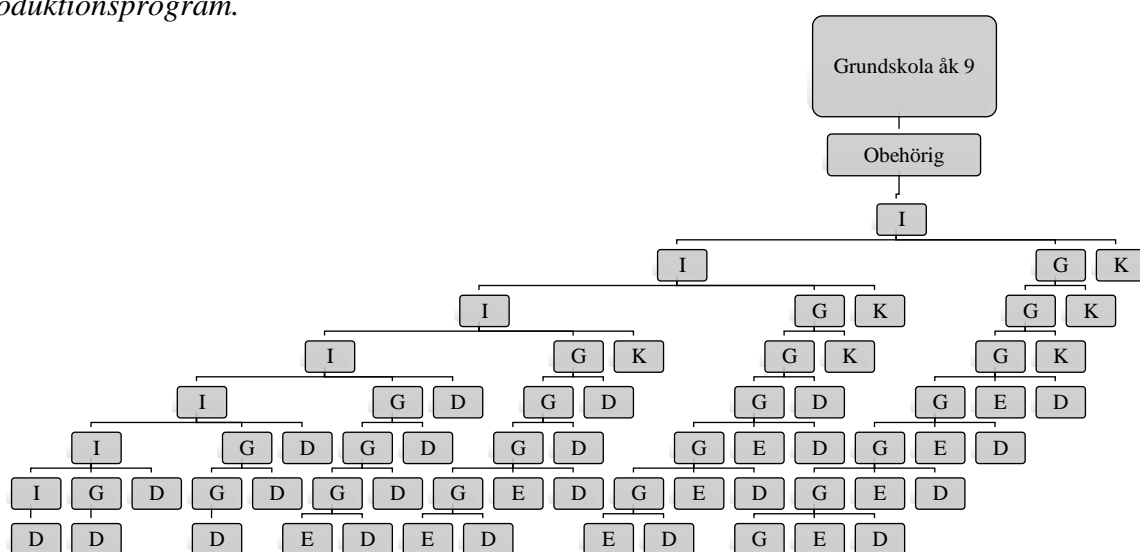 oduktionsprogram.
Grundskola åk 9
Obehörig
I
I G K
I G K G K
I G K G K G K
I G D G D G D G E D
I G D G D G D G E D G E D
I G D G D G D G E D G E D G E D
D D D E D E D E D G E D